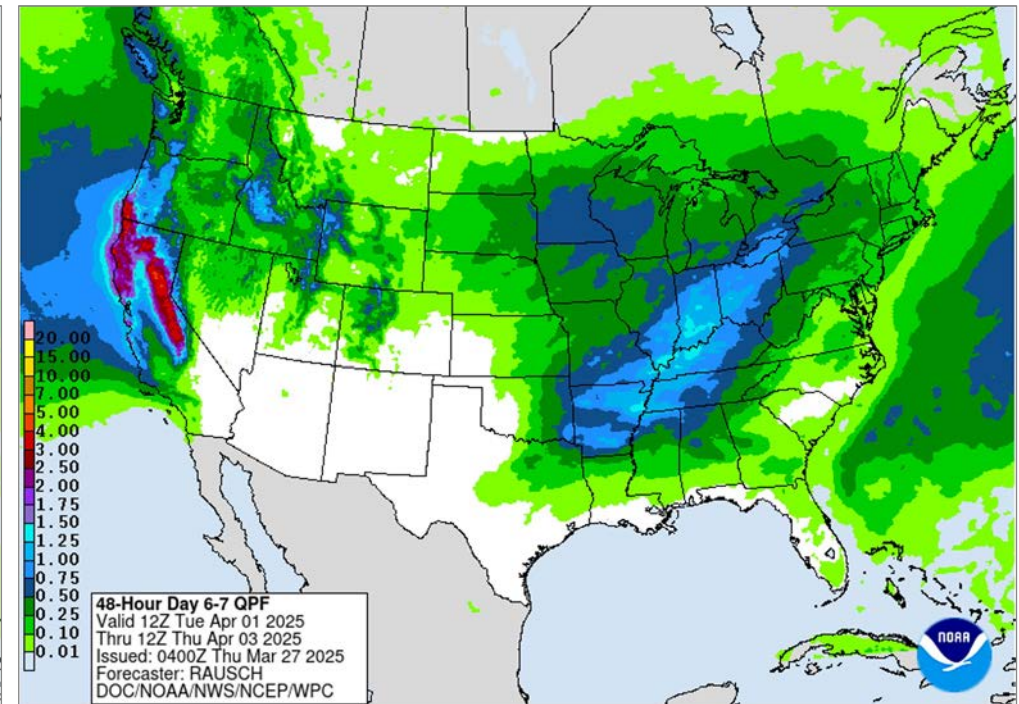 20.00
15.00
10.00
7.00
5.00
4.00
3.00
2.50
2.00
1.75
1.50
1.25
1.00
0.75
0.50
0.25
0.10
0.01
48-Hour Day 6-7 QPF
Valid 12Z Tue Apr 01 2025
Thru 12Z Thu Apr 03 2025
Issued: 0400Z Thu Mar 27 2025
Forecaster: RAUSCH
DOC/NOAA/NWS/NCEP/WPC
NOAA